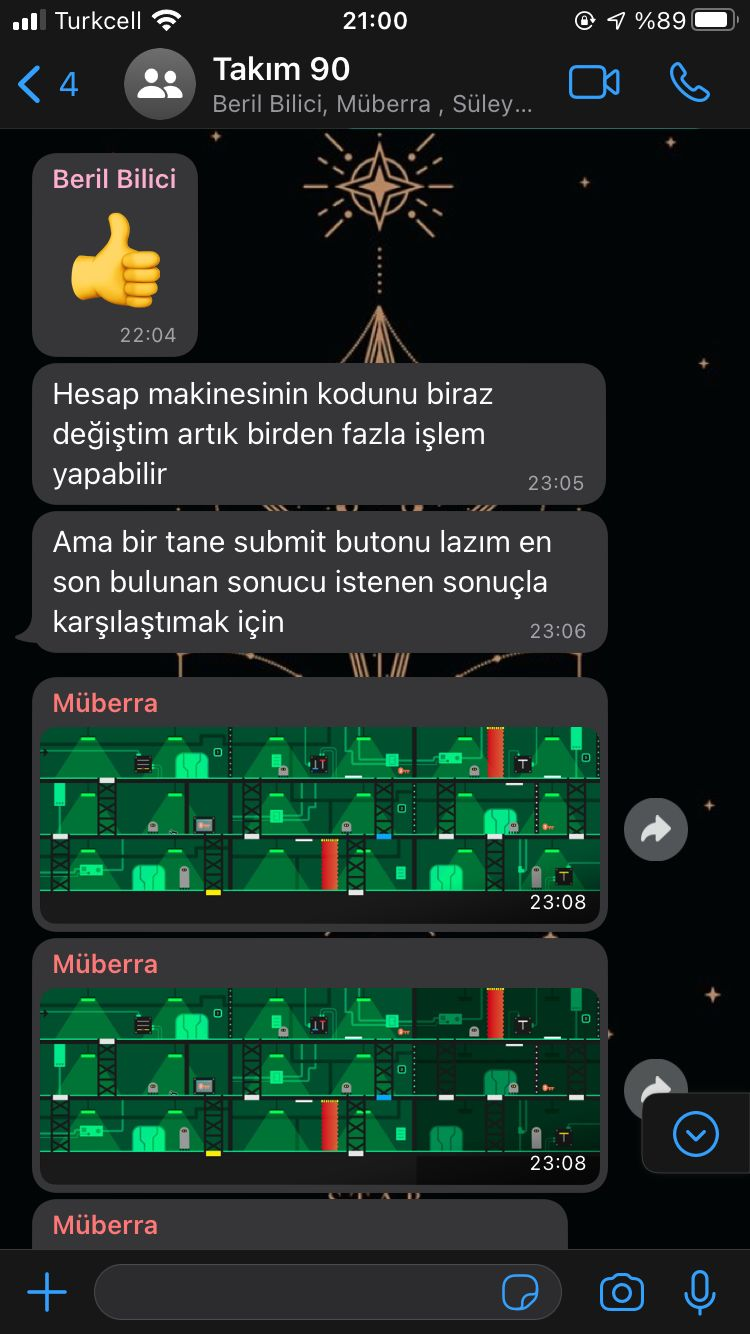 Turkcell 21:00 %89
4 Takım 90
Beril Bilici, Müberra , Süley...
Beril Bilici
22:04
Hesap makinesinin kodunu biraz
değiştim artık birden fazla işlem
yapabilir
23:05
Ama bir tane submit butonu lazım en
son bulunan sonucu istenen sonuçla
karşılaştımak için
23:06
Müberra
23:08
Müberra
23:08
Müberra